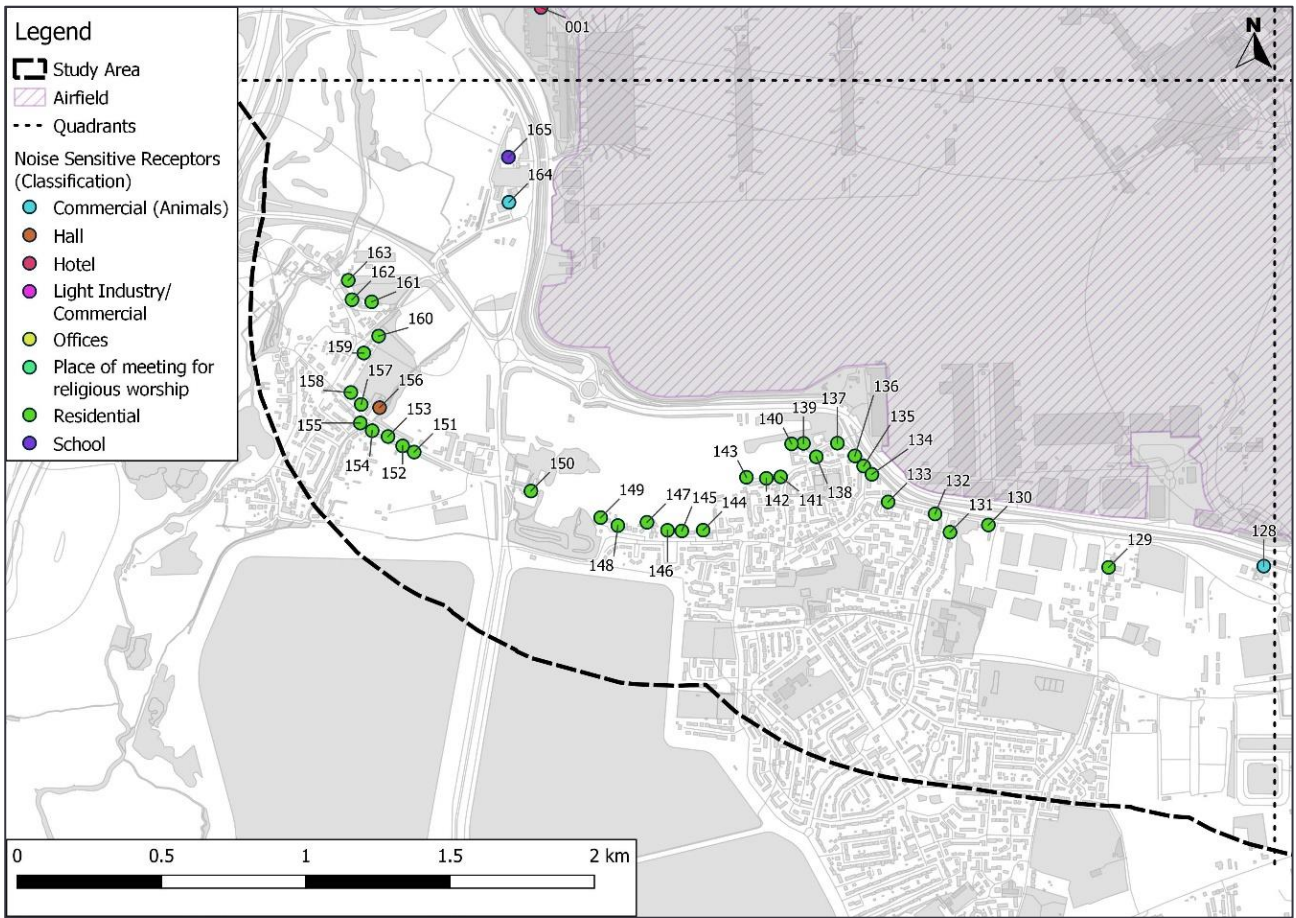 Legend
Study Area
Airfield
Quadrants
Noise Sensitive Receptors
(Classification)
Commercial (Animals)
Hall
Hotel
Light Industry/
Commercial
Offices
Place of meeting for
religious worship
Residential
School
001
N
165
164
163
162
161
160
159
158
157
156
155
153
151
154
152
150
149
147
145
144
148
146
143
142
141
140
139
137
138
136
135
134
133
132
131
130
129
128
0 0.5 1 1.5 2 km